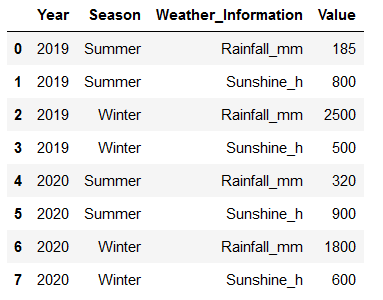 Year Season Weather_Information Value
0 2019 Summer Rainfall_mm 185
1 2019 Summer Sunshine_h 800
2 2019 Winter Rainfall_mm 2500
3 2019 Winter Sunshine_h 500
4 2020 Summer Rainfall_mm 320
5 2020 Summer Sunshine_h 900
6 2020 Winter Rainfall_mm 1800
7 2020 Winter Sunshine_h 600